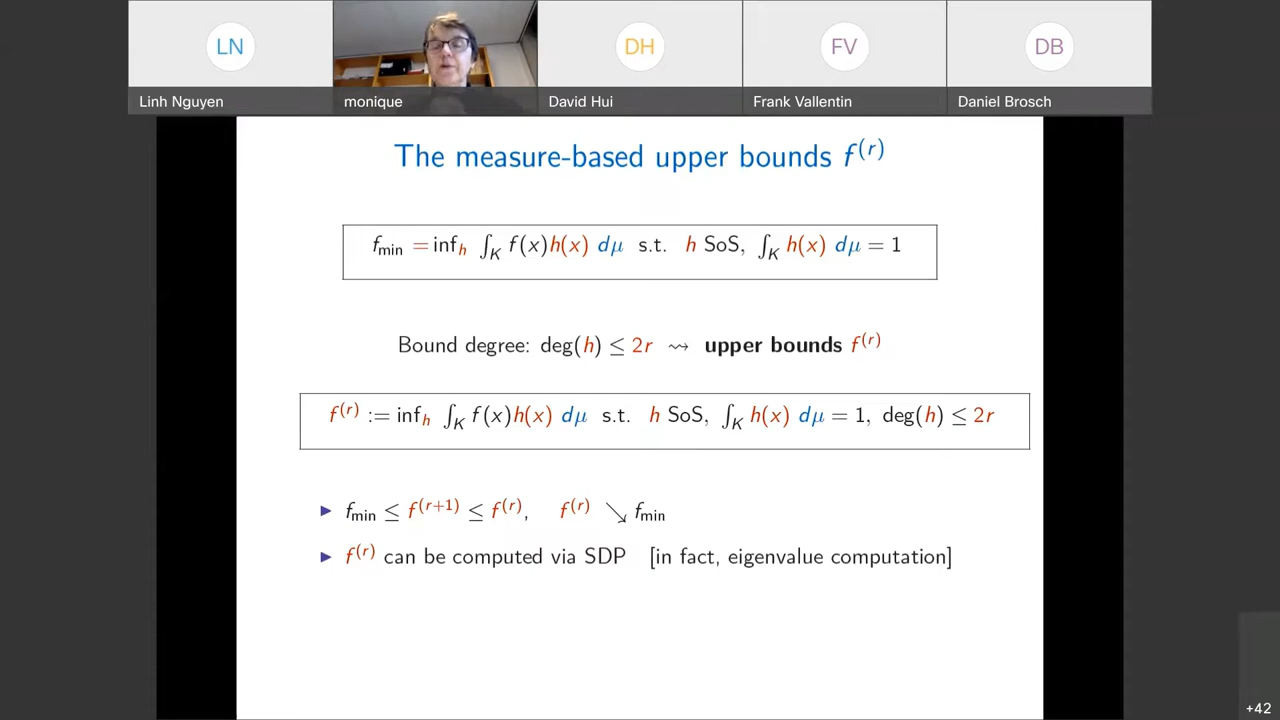 LN
DH
FV
DB
Linh Nguyen
monique
David Hui
Frank Vallentin
Daniel Brosch
The measure-based upper bounds f^(r)
f_min = inf_h ∫_K f(x)h(x) dμ s.t. h SoS, ∫_K h(x) dμ = 1
Bound degree: deg(h) ≤ 2r ⇝ upper bounds f^(r)
f^(r) := inf_h ∫_K f(x)h(x) dμ s.t. h SoS, ∫_K h(x) dμ = 1, deg(h) ≤ 2r
▶ f_min ≤ f^(r+1) ≤ f^(r), f^(r) ↘ f_min
▶ f^(r) can be computed via SDP [in fact, eigenvalue computation]
+42